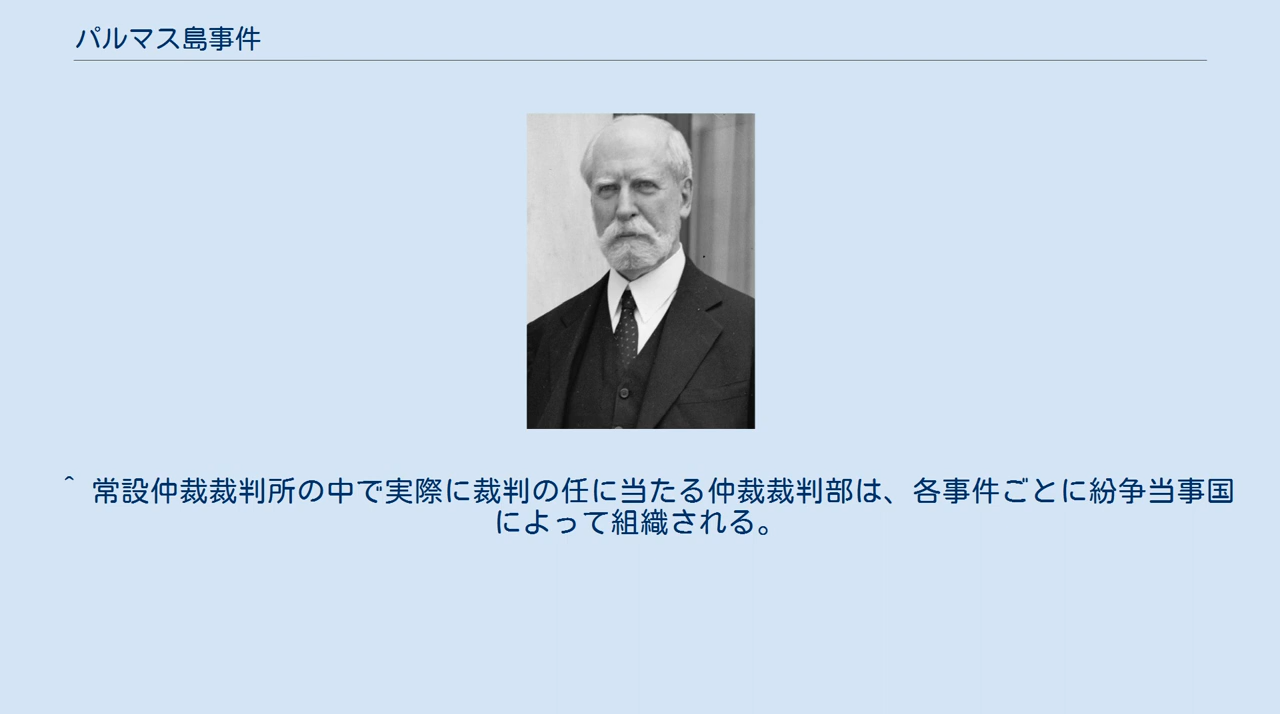 パルマス島事件
^ 常設仲裁裁判所の中で実際に裁判の任に当たる仲裁裁判部は、各事件ごとに紛争当事国
によって組織される。